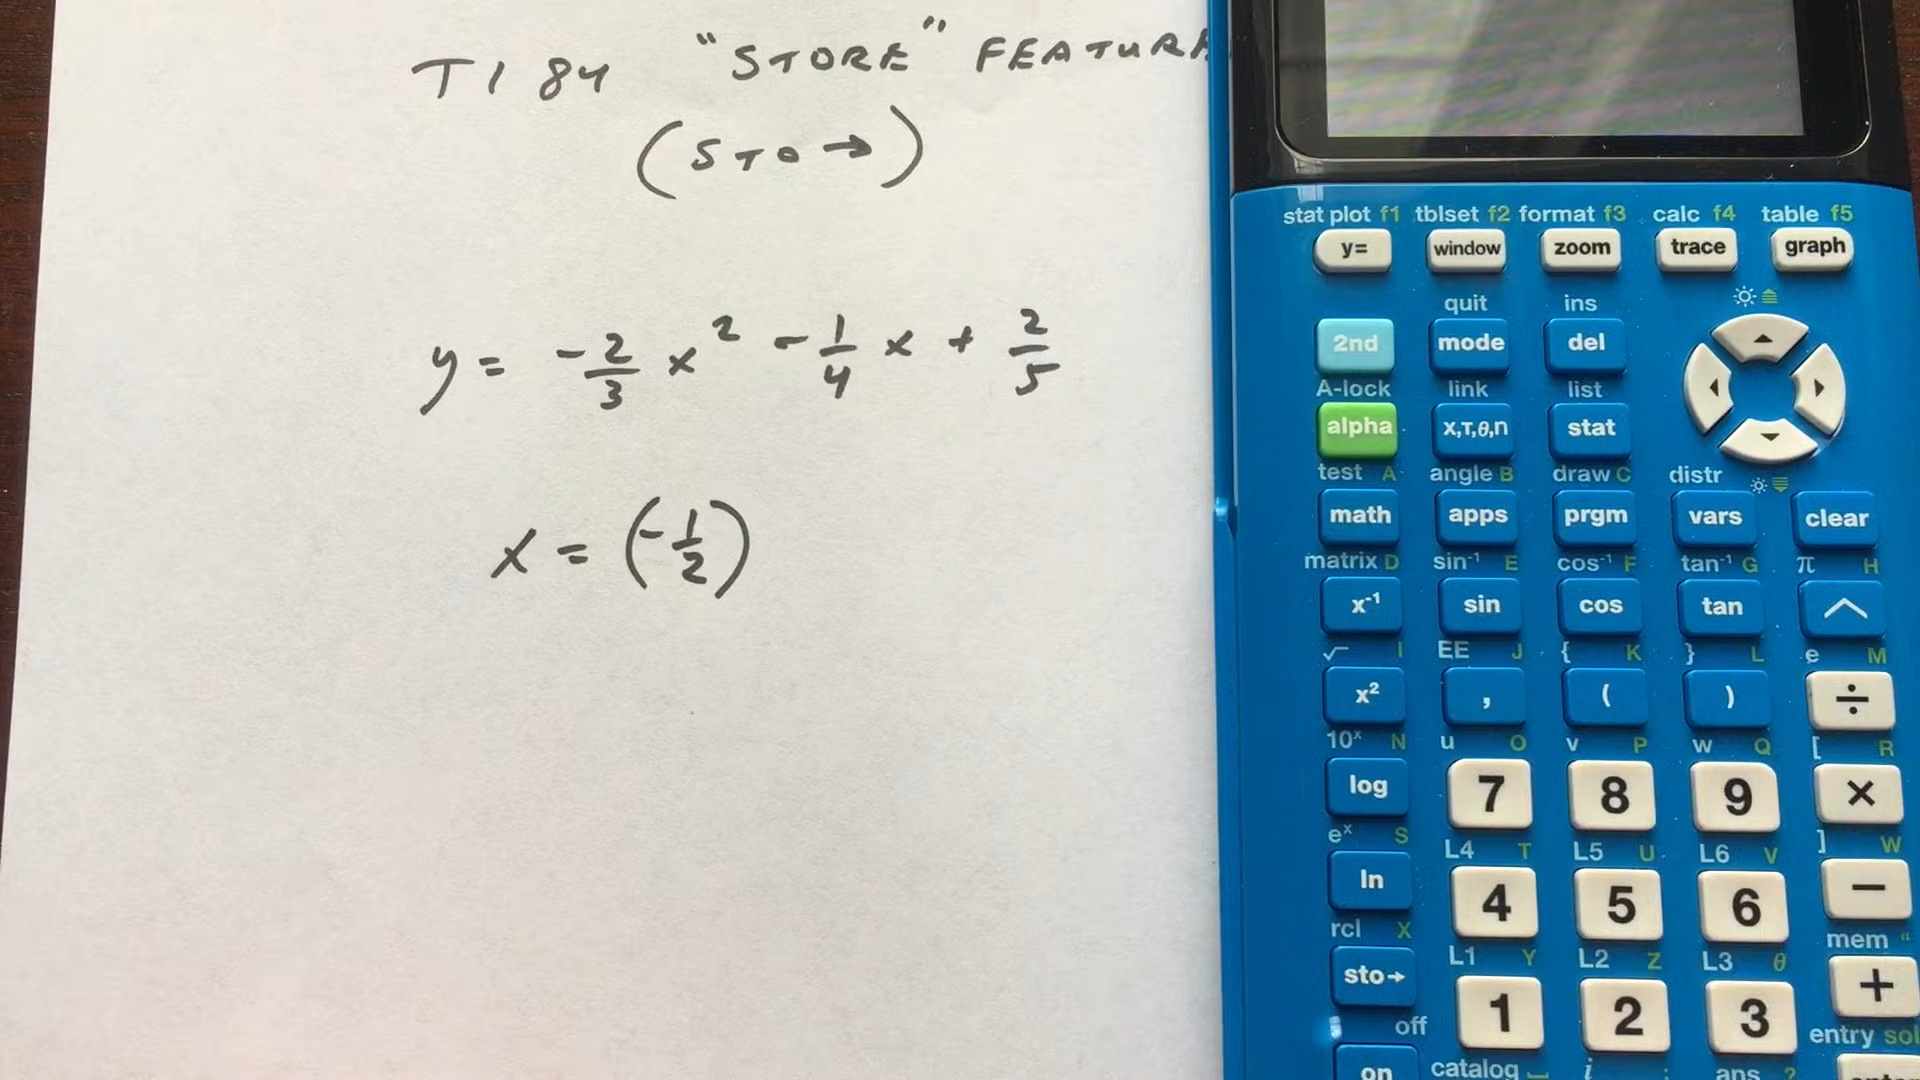 TI 84 "STORE" FEATUR
(STO →)
y = -2/3 x² - 1/4 x + 2/5
x = (-1/2)
stat plot f1 tblset f2 format f3 calc f4 table f5
y= window zoom trace graph
quit ins
2nd mode del
A-lock link list
alpha x,T,θ,n stat
test A angle B draw C distr
math apps prgm vars clear
matrix D sin⁻¹ E cos⁻¹ F tan⁻¹ G π H
x⁻¹ sin cos tan ^
√ I EE J { K } L e M
x² , ( ) ÷
10ˣ N u O v P w Q [ R
log 7 8 9 ×
eˣ S L4 T L5 U L6 V ] W
ln 4 5 6 −
rcl X L1 Y L2 Z L3 θ mem "
sto→ 1 2 3 +
off entry sol
on catalog i : ans ?